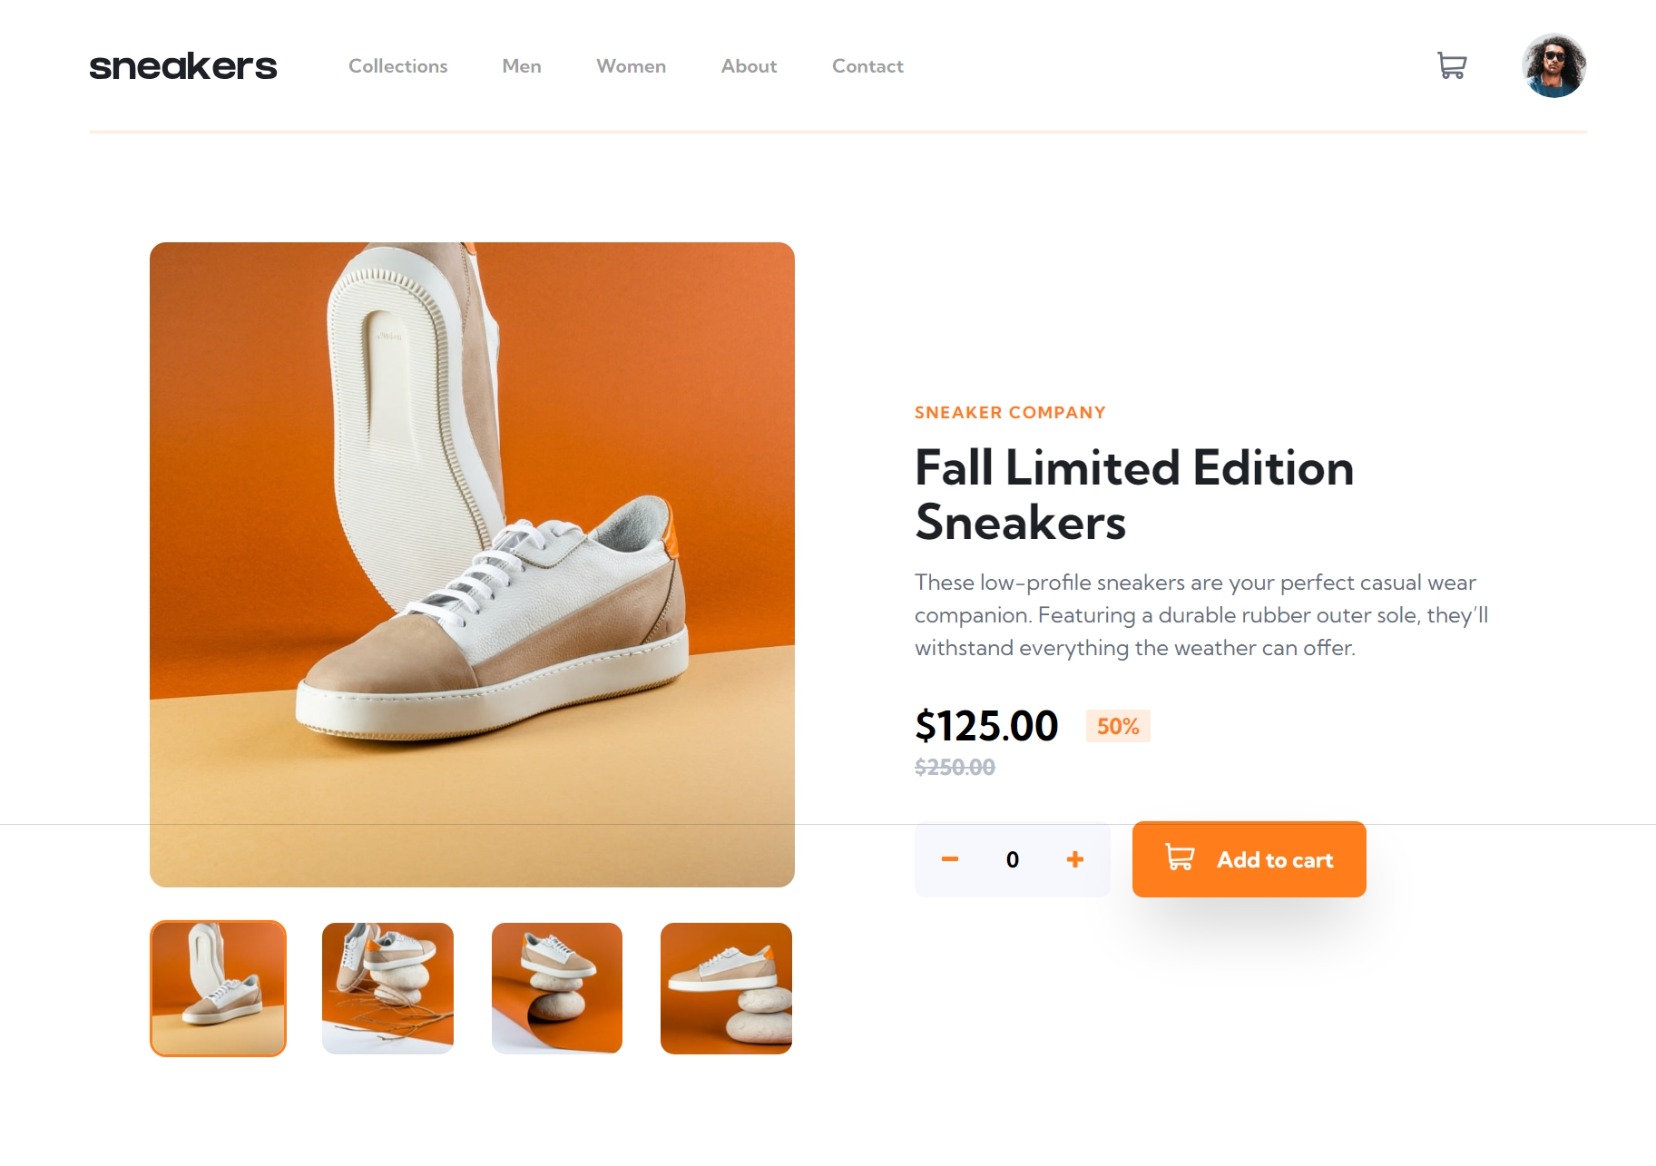 sneakers
Collections
Men
Women
About
Contact
SNEAKER COMPANY
Fall Limited Edition
Sneakers
These low-profile sneakers are your perfect casual wear
companion. Featuring a durable rubber outer sole, they’ll
withstand everything the weather can offer.
$125.00 50%
$250.00
0
Add to cart